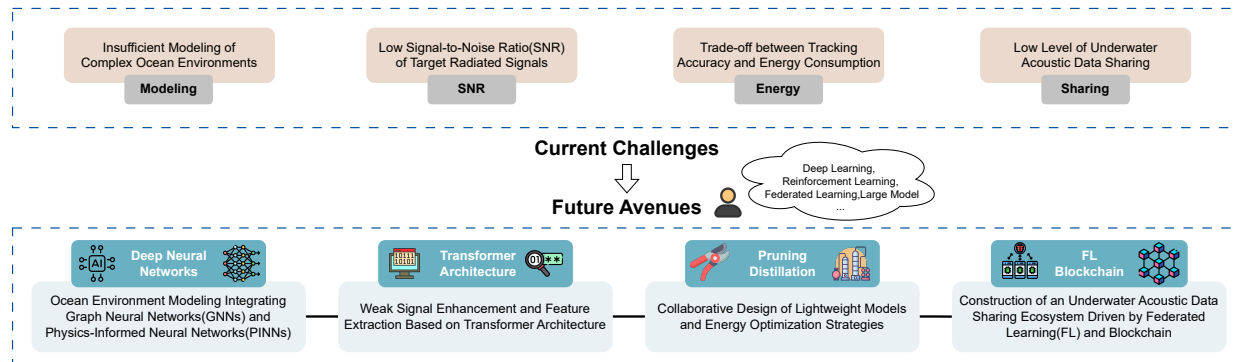 Insufficient Modeling of
Complex Ocean Environments
Modeling
Low Signal-to-Noise Ratio(SNR)
of Target Radiated Signals
SNR
Trade-off between Tracking
Accuracy and Energy Consumption
Energy
Low Level of Underwater
Acoustic Data Sharing
Sharing
Current Challenges
Future Avenues
Deep Learning,
Reinforcement Learning,
Federated Learning,Large Model
...
AI
Deep Neural
Networks
Ocean Environment Modeling Integrating
Graph Neural Networks(GNNs) and
Physics-Informed Neural Networks(PINNs)
10111
10101
Transformer
Architecture
01**
Weak Signal Enhancement and Feature
Extraction Based on Transformer Architecture
Pruning
Distillation
Collaborative Design of Lightweight Models
and Energy Optimization Strategies
FL
Blockchain
Construction of an Underwater Acoustic Data
Sharing Ecosystem Driven by Federated
Learning(FL) and Blockchain